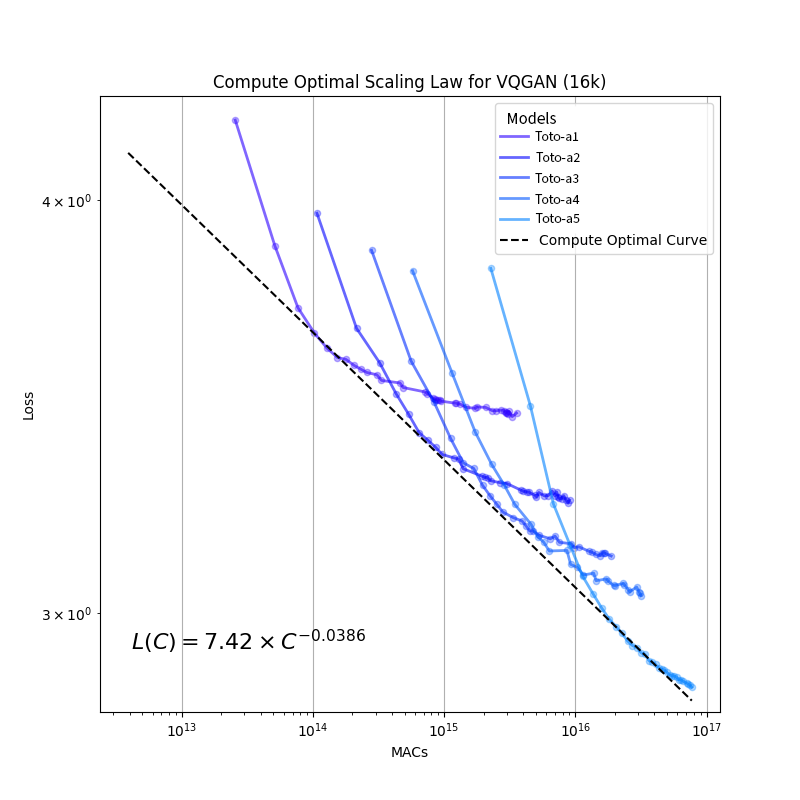 Compute Optimal Scaling Law for VQGAN (16k)
Models
Toto-a1
Toto-a2
Toto-a3
Toto-a4
Toto-a5
Compute Optimal Curve
4 × 10⁰
Loss
3 × 10⁰
L(C) = 7.42 × C⁻⁰·⁰³⁸⁶
10¹³ 10¹⁴ 10¹⁵ 10¹⁶ 10¹⁷
MACs